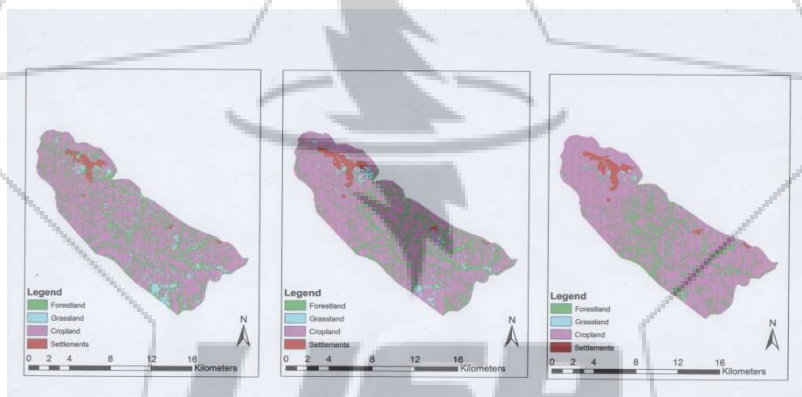 Legend
Forestland
Grassland
Cropland
Settlements
N
0 2 4 8 12 16
Kilometers
Legend
Forestland
Grassland
Cropland
Settlements
N
0 2 4 8 12 16
Kilometers
Legend
Forestland
Grassland
Cropland
Settlements
N
0 2 4 8 12 16
Kilometers